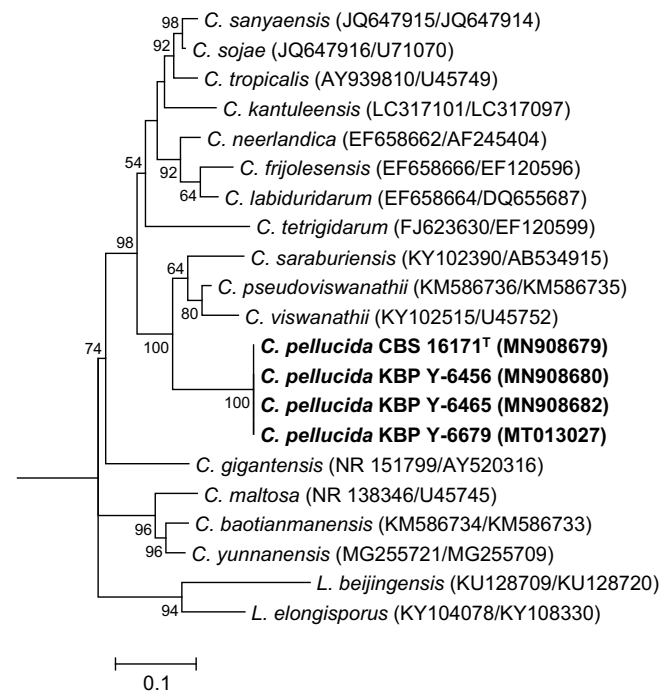 98
C. sanyaensis (JQ647915/JQ647914)
92
C. sojae (JQ647916/U71070)
C. tropicalis (AY939810/U45749)
C. kantuleensis (LC317101/LC317097)
C. neerlandica (EF658662/AF245404)
54
92
C. frijolesensis (EF658666/EF120596)
64
C. labiduridarum (EF658664/DQ655687)
C. tetrigidarum (FJ623630/EF120599)
98
C. saraburiensis (KY102390/AB534915)
64
C. pseudoviswanathii (KM586736/KM586735)
80
C. viswanathii (KY102515/U45752)
100
C. pellucida CBS 16171ᵀ (MN908679)
74
C. pellucida KBP Y-6456 (MN908680)
100
C. pellucida KBP Y-6465 (MN908682)
C. pellucida KBP Y-6679 (MT013027)
C. gigantensis (NR 151799/AY520316)
C. maltosa (NR 138346/U45745)
96
C. baotianmanensis (KM586734/KM586733)
96
C. yunnanensis (MG255721/MG255709)
L. beijingensis (KU128709/KU128720)
94
L. elongisporus (KY104078/KY108330)
0.1